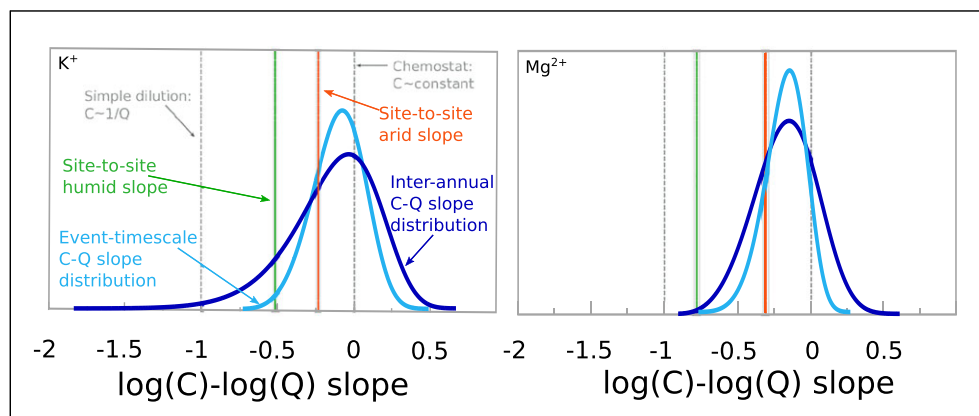 K+
Chemostat:
C~constant
Simple dilution:
C~1/Q
Site-to-site
arid slope
Site-to-site
humid slope
Inter-annual
C-Q slope
distribution
Event-timescale
C-Q slope
distribution
-2 -1.5 -1 -0.5 0 0.5
log(C)-log(Q) slope
Mg2+
-2 -1.5 -1 -0.5 0 0.5
log(C)-log(Q) slope